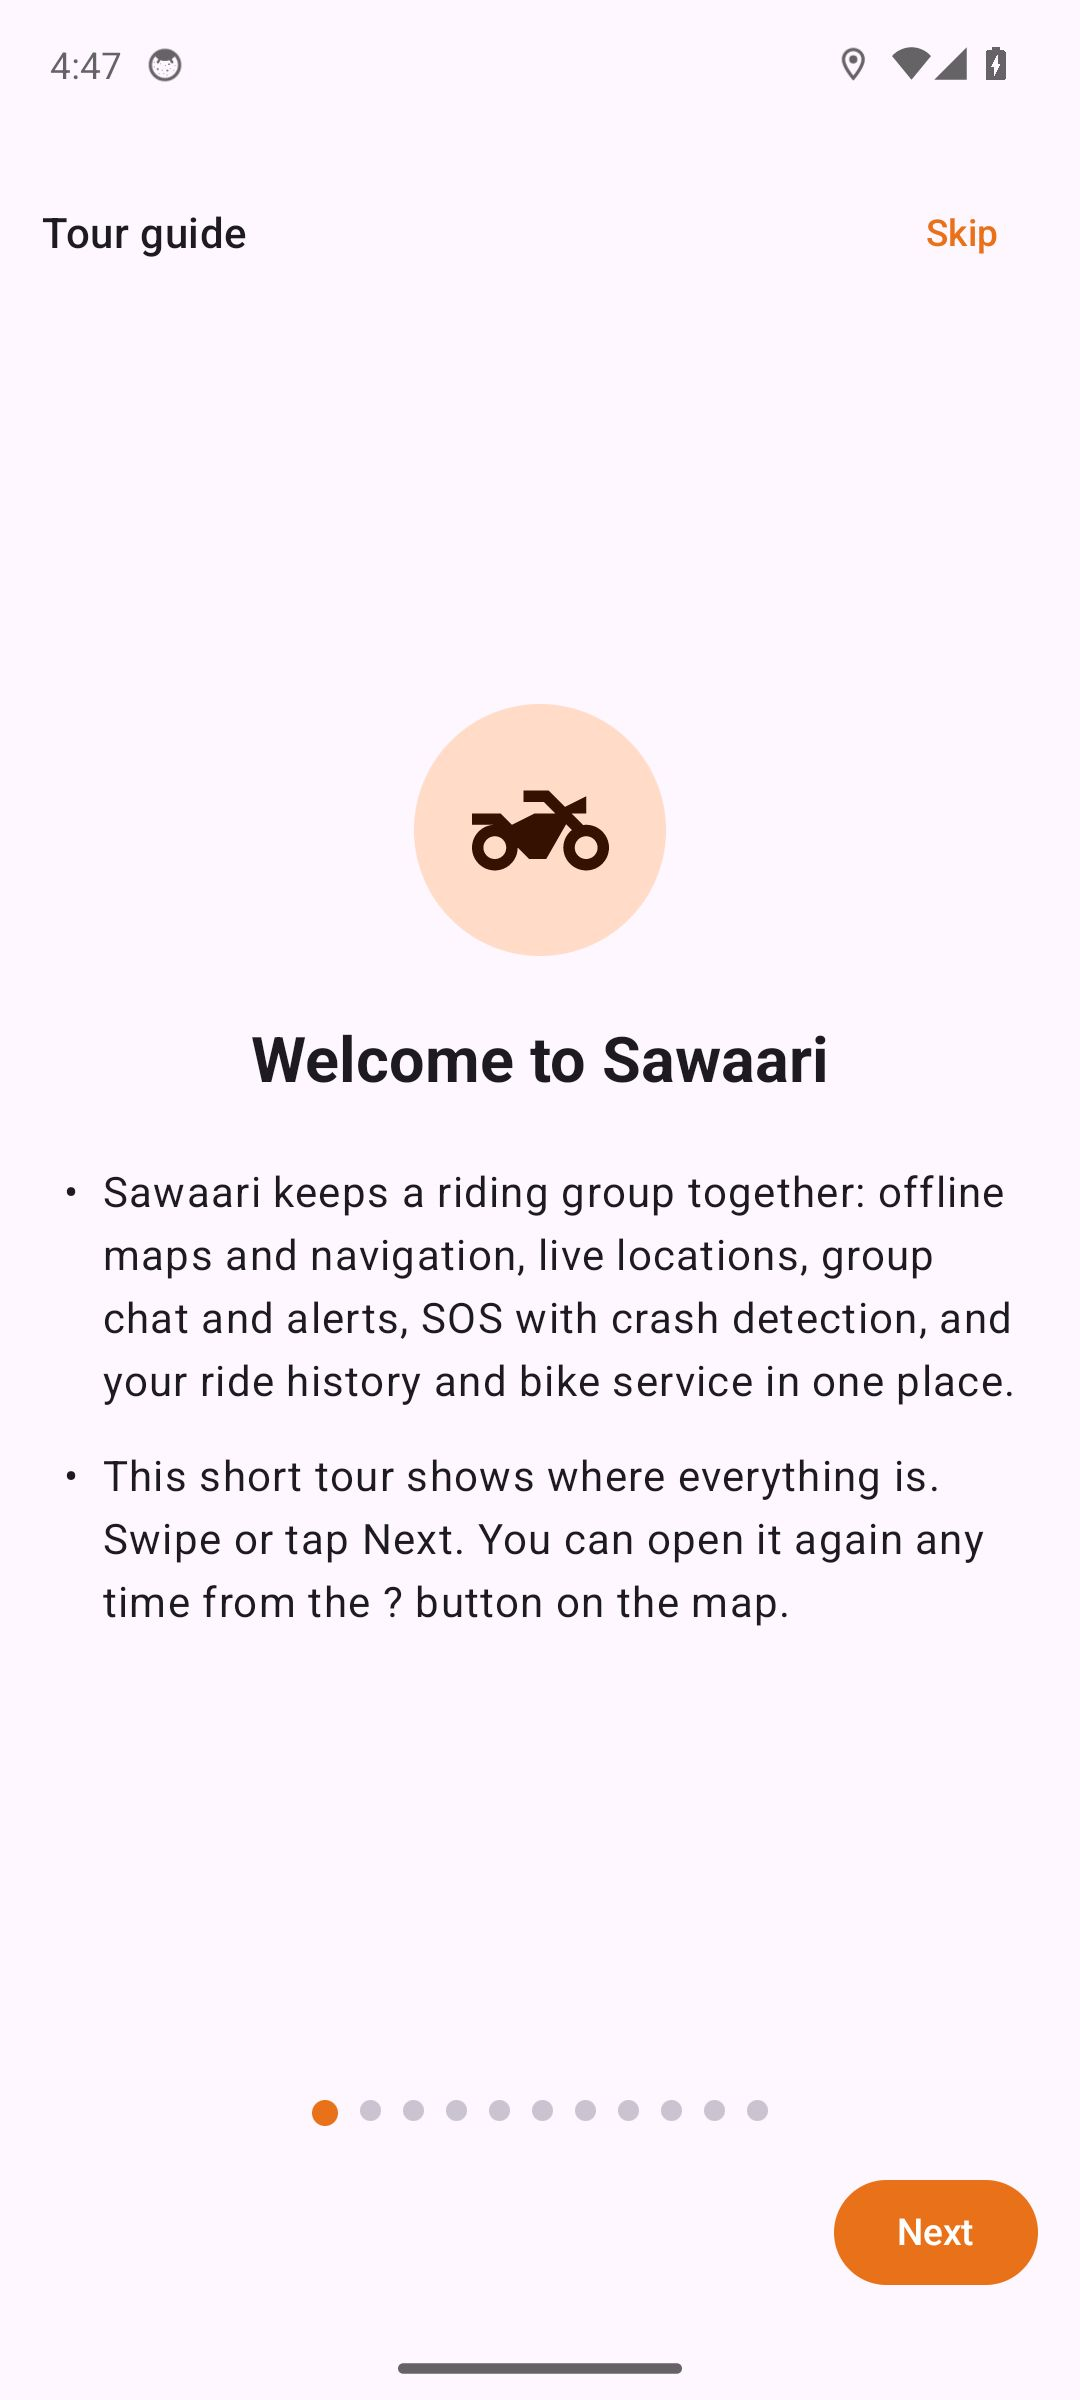 4:47
Tour guide
Skip
Welcome to Sawaari
• Sawaari keeps a riding group together: offline
maps and navigation, live locations, group
chat and alerts, SOS with crash detection, and
your ride history and bike service in one place.
• This short tour shows where everything is.
Swipe or tap Next. You can open it again any
time from the ? button on the map.
Next